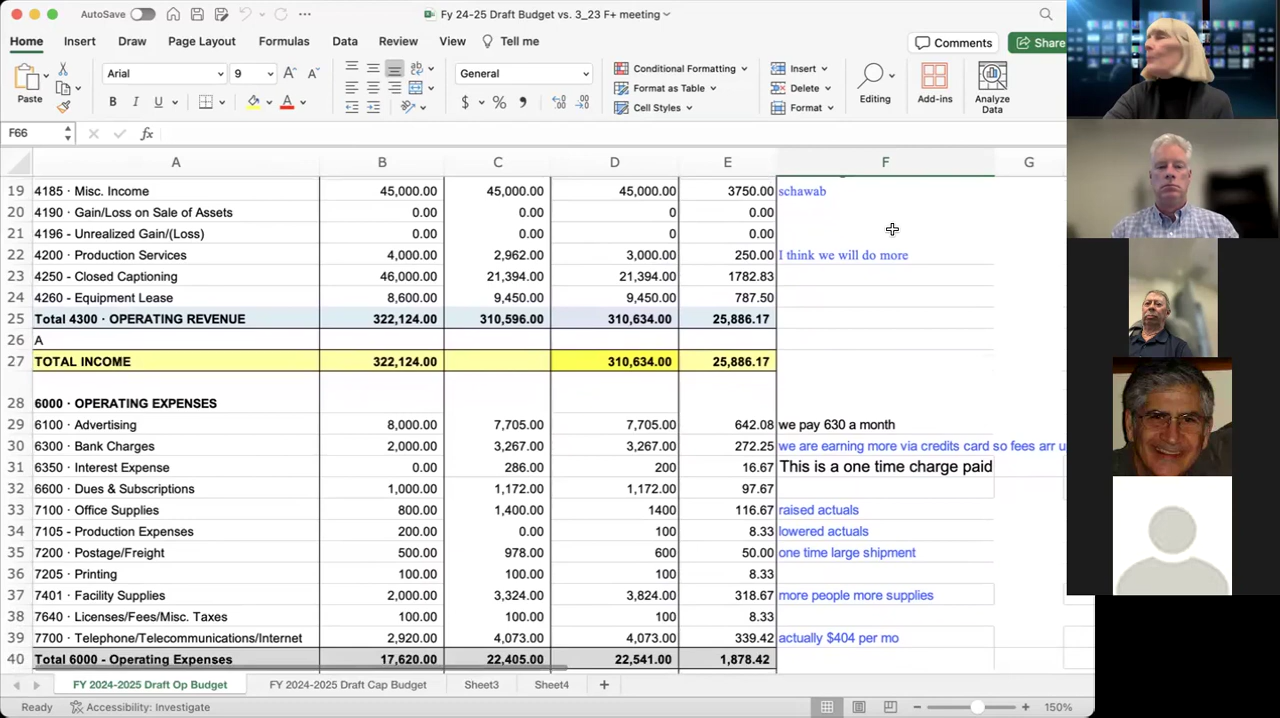 AutoSave
Fy 24-25 Draft Budget vs. 3_23 F+ meeting
Home Insert Draw Page Layout Formulas Data Review View Tell me Comments Share
Paste Arial 9 General Conditional Formatting Format as Table Cell Styles Insert Delete Format Editing Add-ins Analyze Data
F66 fx
A B C D E F G
19 4185 · Misc. Income 45,000.00 45,000.00 45,000.00 3750.00 schawab
20 4190 · Gain/Loss on Sale of Assets 0.00 0.00 0 0.00
21 4196 - Unrealized Gain/(Loss) 0.00 0.00 0 0.00
22 4200 · Production Services 4,000.00 2,962.00 3,000.00 250.00 I think we will do more
23 4250 - Closed Captioning 46,000.00 21,394.00 21,394.00 1782.83
24 4260 - Equipment Lease 8,600.00 9,450.00 9,450.00 787.50
25 Total 4300 · OPERATING REVENUE 322,124.00 310,596.00 310,634.00 25,886.17
26 A
27 TOTAL INCOME 322,124.00 310,634.00 25,886.17
28 6000 · OPERATING EXPENSES
29 6100 · Advertising 8,000.00 7,705.00 7,705.00 642.08 we pay 630 a month
30 6300 · Bank Charges 2,000.00 3,267.00 3,267.00 272.25 we are earning more via credits card so fees arr u
31 6350 · Interest Expense 0.00 286.00 200 16.67 This is a one time charge paid
32 6600 · Dues & Subscriptions 1,000.00 1,172.00 1,172.00 97.67
33 7100 · Office Supplies 800.00 1,400.00 1400 116.67 raised actuals
34 7105 - Production Expenses 200.00 0.00 100 8.33 lowered actuals
35 7200 · Postage/Freight 500.00 978.00 600 50.00 one time large shipment
36 7205 · Printing 100.00 100.00 100 8.33
37 7401 · Facility Supplies 2,000.00 3,324.00 3,824.00 318.67 more people more supplies
38 7640 · Licenses/Fees/Misc. Taxes 100.00 100.00 100 8.33
39 7700 · Telephone/Telecommunications/Internet 2,920.00 4,073.00 4,073.00 339.42 actually $404 per mo
40 Total 6000 - Operating Expenses 17,620.00 22,405.00 22,541.00 1,878.42
FY 2024-2025 Draft Op Budget FY 2024-2025 Draft Cap Budget Sheet3 Sheet4
Ready Accessibility: Investigate 150%